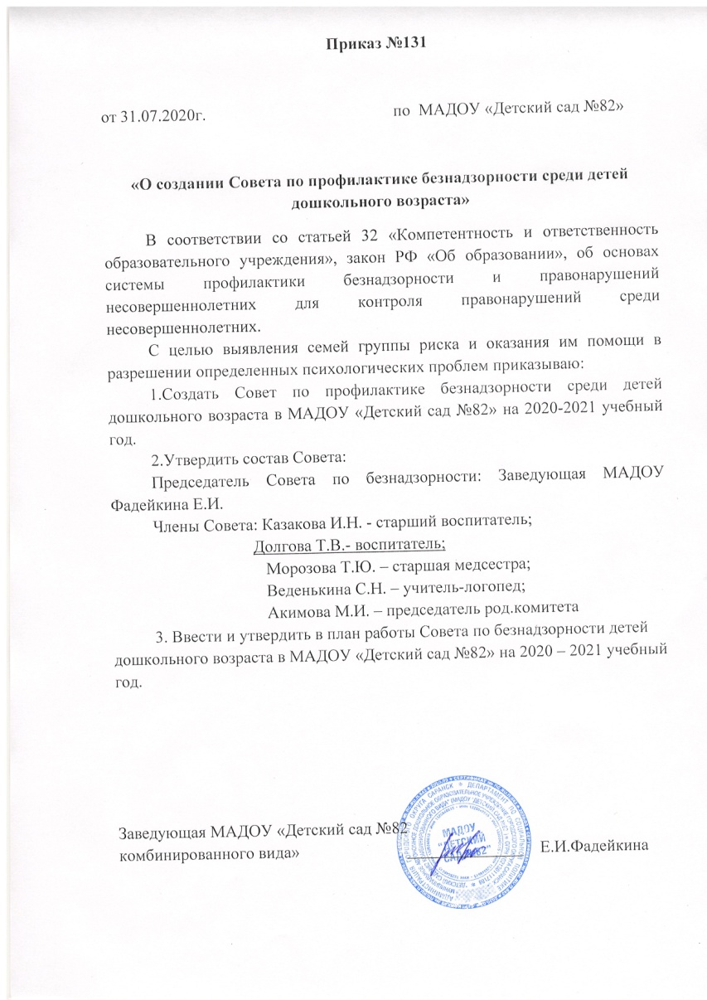 Приказ №131
от 31.07.2020г. по МАДОУ «Детский сад №82»
«О создании Совета по профилактике безнадзорности среди детей
дошкольного возраста»
В соответствии со статьей 32 «Компетентность и ответственность
образовательного учреждения», закон РФ «Об образовании», об основах
системы профилактики безнадзорности и правонарушений
несовершеннолетних для контроля правонарушений среди
несовершеннолетних.
С целью выявления семей группы риска и оказания им помощи в
разрешении определенных психологических проблем приказываю:
1.Создать Совет по профилактике безнадзорности среди детей
дошкольного возраста в МАДОУ «Детский сад №82» на 2020-2021 учебный
год.
2.Утвердить состав Совета:
Председатель Совета по безнадзорности: Заведующая МАДОУ
Фадейкина Е.И.
Члены Совета: Казакова И.Н. - старший воспитатель;
Долгова Т.В.- воспитатель;
Морозова Т.Ю. – старшая медсестра;
Веденькина С.Н. – учитель-логопед;
Акимова М.И. – председатель род.комитета
3. Ввести и утвердить в план работы Совета по безнадзорности детей
дошкольного возраста в МАДОУ «Детский сад №82» на 2020 – 2021 учебный
год.
Заведующая МАДОУ «Детский сад №82
комбинированного вида» Е.И.Фадейкина
МАДОУ
"ДЕТСКИЙ
САД №82"